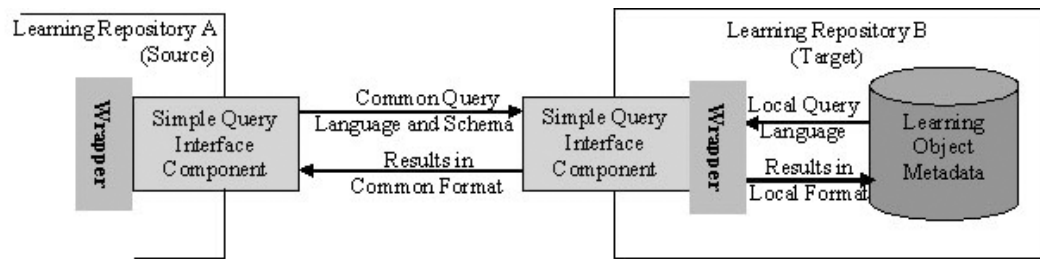 Learning Repository A
(Source)
Wrapper
Simple Query
Interface
Component
Common Query
Language and Schema
Results in
Common Format
Learning Repository B
(Target)
Simple Query
Interface
Component
Wrapper
Local Query
Language
Results in
Local Format
Learning
Object
Metadata